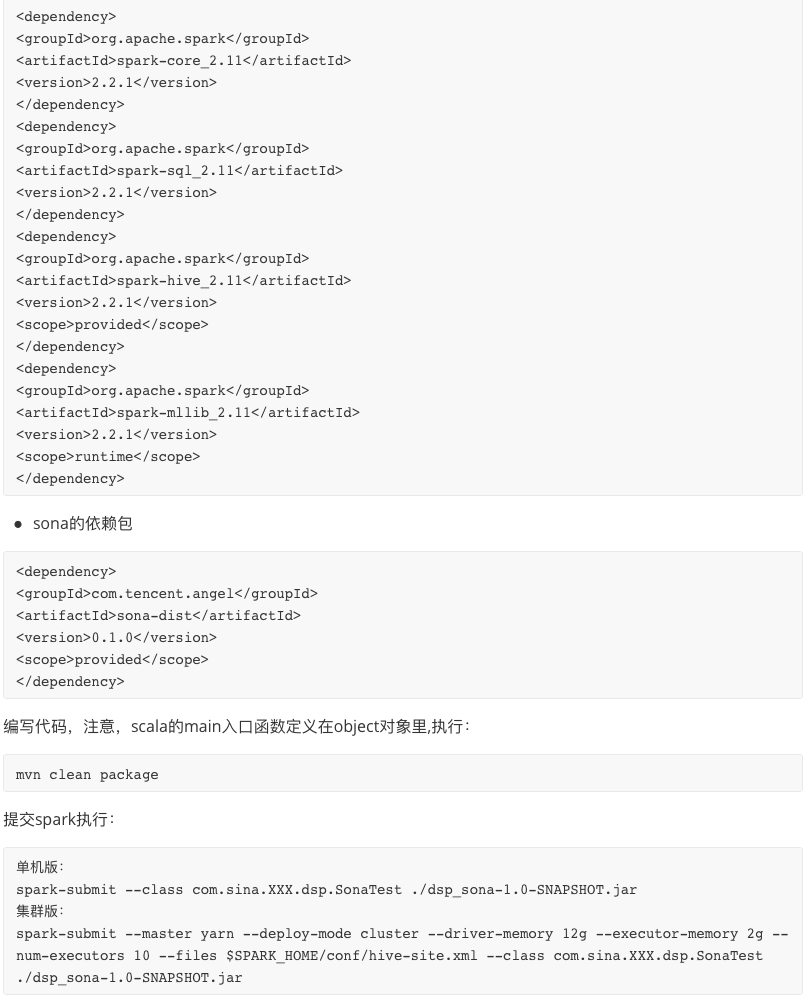 <dependency>
<groupId>org.apache.spark</groupId>
<artifactId>spark-core_2.11</artifactId>
<version>2.2.1</version>
</dependency>
<dependency>
<groupId>org.apache.spark</groupId>
<artifactId>spark-sql_2.11</artifactId>
<version>2.2.1</version>
</dependency>
<dependency>
<groupId>org.apache.spark</groupId>
<artifactId>spark-hive_2.11</artifactId>
<version>2.2.1</version>
<scope>provided</scope>
</dependency>
<dependency>
<groupId>org.apache.spark</groupId>
<artifactId>spark-mllib_2.11</artifactId>
<version>2.2.1</version>
<scope>runtime</scope>
</dependency>
● sona的依赖包
<dependency>
<groupId>com.tencent.angel</groupId>
<artifactId>sona-dist</artifactId>
<version>0.1.0</version>
<scope>provided</scope>
</dependency>
编写代码，注意，scala的main入口函数定义在object对象里,执行：
mvn clean package
提交spark执行：
单机版：
spark-submit --class com.sina.XXX.dsp.SonaTest ./dsp_sona-1.0-SNAPSHOT.jar
集群版：
spark-submit --master yarn --deploy-mode cluster --driver-memory 12g --executor-memory 2g --
num-executors 10 --files $SPARK_HOME/conf/hive-site.xml --class com.sina.XXX.dsp.SonaTest
./dsp_sona-1.0-SNAPSHOT.jar